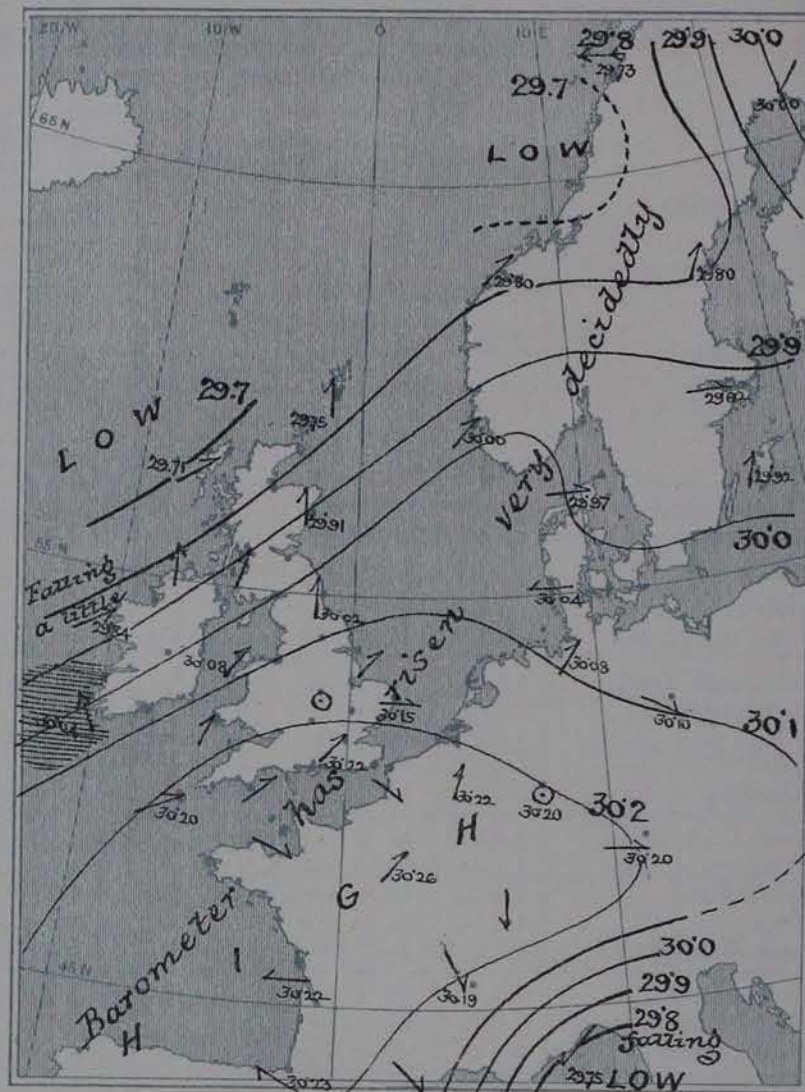 20/W
10/W
0
10 E
29·8
29·9
30·0
29·73
29.7
30·00
65 N
LOW
29·80
29·80
decidedly
29·9
29.7
LOW
29·75
29·82
29.71
30·00
very
29·92
29·97
29·91
30·0
55 N
Falling
a little
30·04
30·02
risen
30·08
30·08
30·15
30·10
30·1
30·22
has
30·20
30·22
30·20
30·2
H
30·20
30·26
G
Barometer
I
45 N
30·22
30·19
30·0
29·9
29·8
falling
H
30·23
29.75
LOW